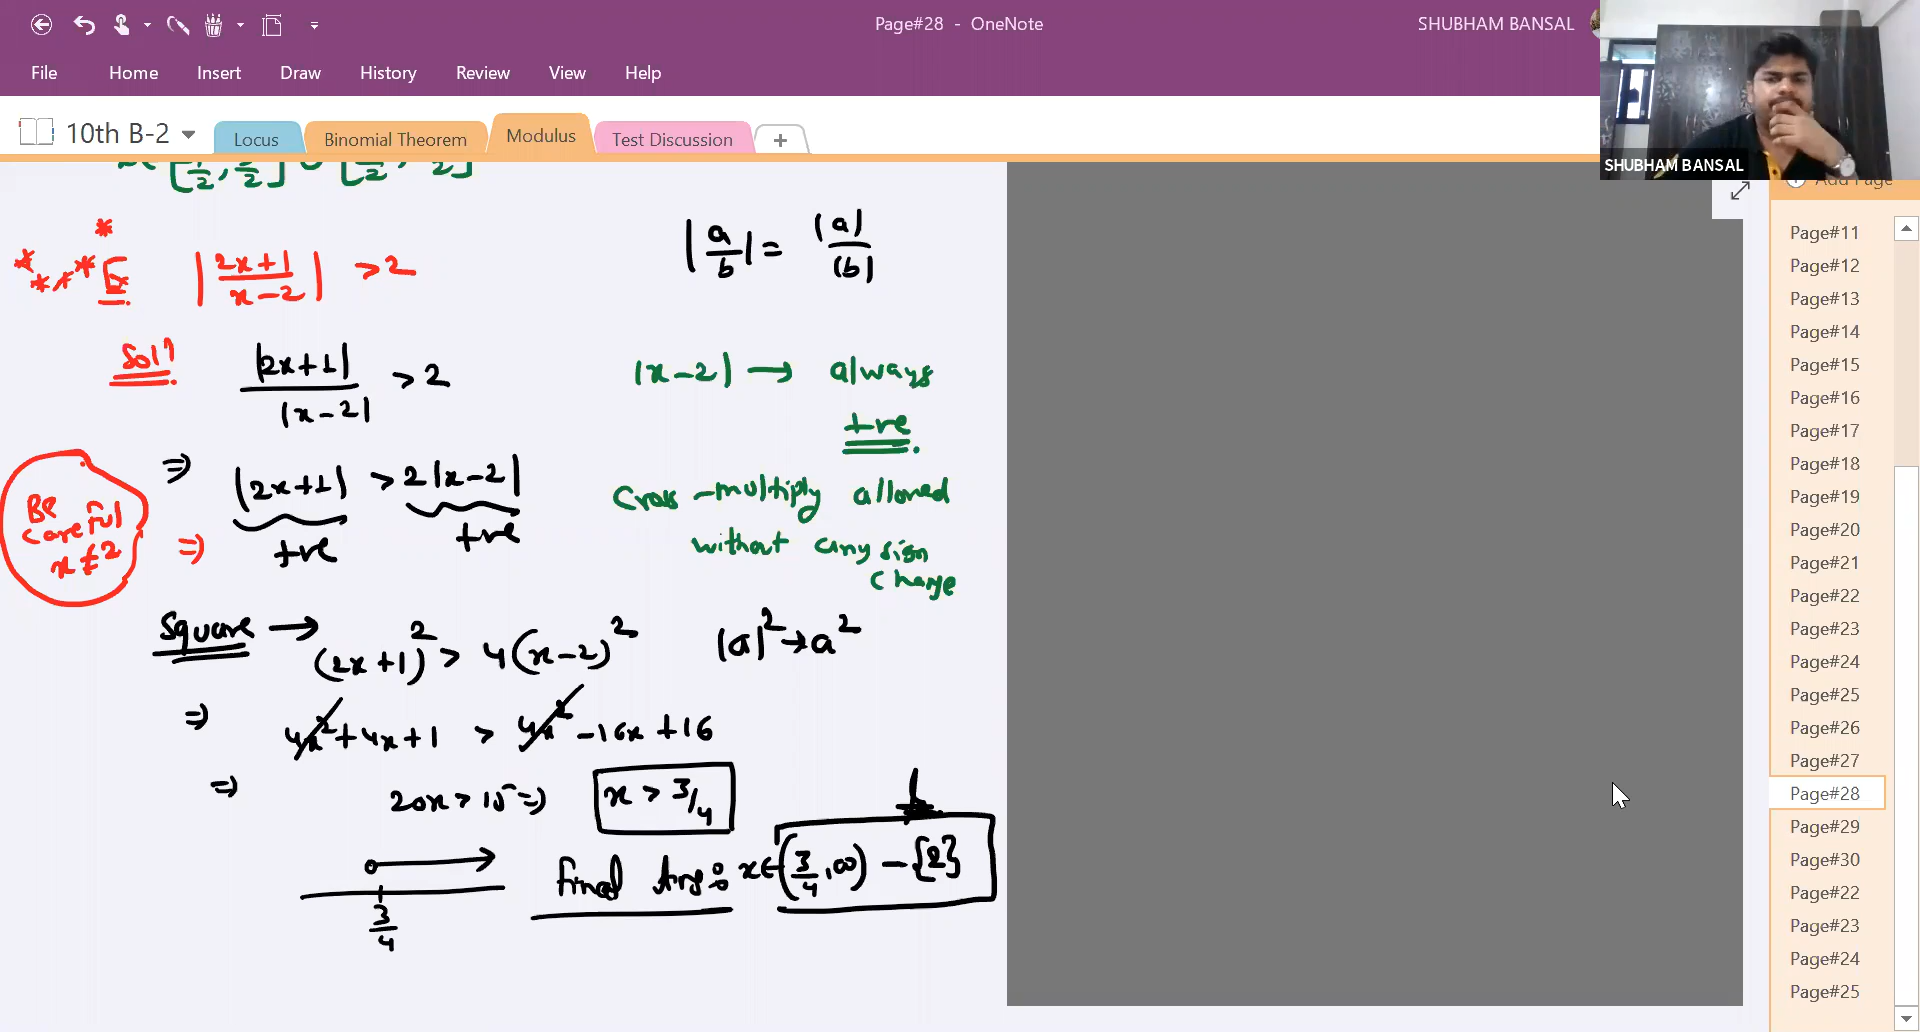 Page#28 - OneNote
SHUBHAM BANSAL
File Home Insert Draw History Review View Help
10th B-2
Locus
Binomial Theorem
Modulus
Test Discussion
+
SHUBHAM BANSAL
Add Page
Page#11
Page#12
Page#13
Page#14
Page#15
Page#16
Page#17
Page#18
Page#19
Page#20
Page#21
Page#22
Page#23
Page#24
Page#25
Page#26
Page#27
Page#28
Page#29
Page#30
Page#22
Page#23
Page#24
Page#25
Ex |2x+1/x-2| > 2
|a/b| = |a|/|b|
Solⁿ |2x+1|/|x-2| > 2
|x-2| → always
+ve
⇒ |2x+1| > 2|x-2|
+ve +ve
Cross-multiply allowed
without any sign
change
Be
careful
x≠2
⇒
Square → (2x+1)² > 4(x-2)²
|a|² → a²
⇒ 4x²+4x+1 > 4x²-16x+16
⇒ 20x > 15 ⇒ x > 3/4
3/4
Final Ans: x∈(3/4,∞) - {2}